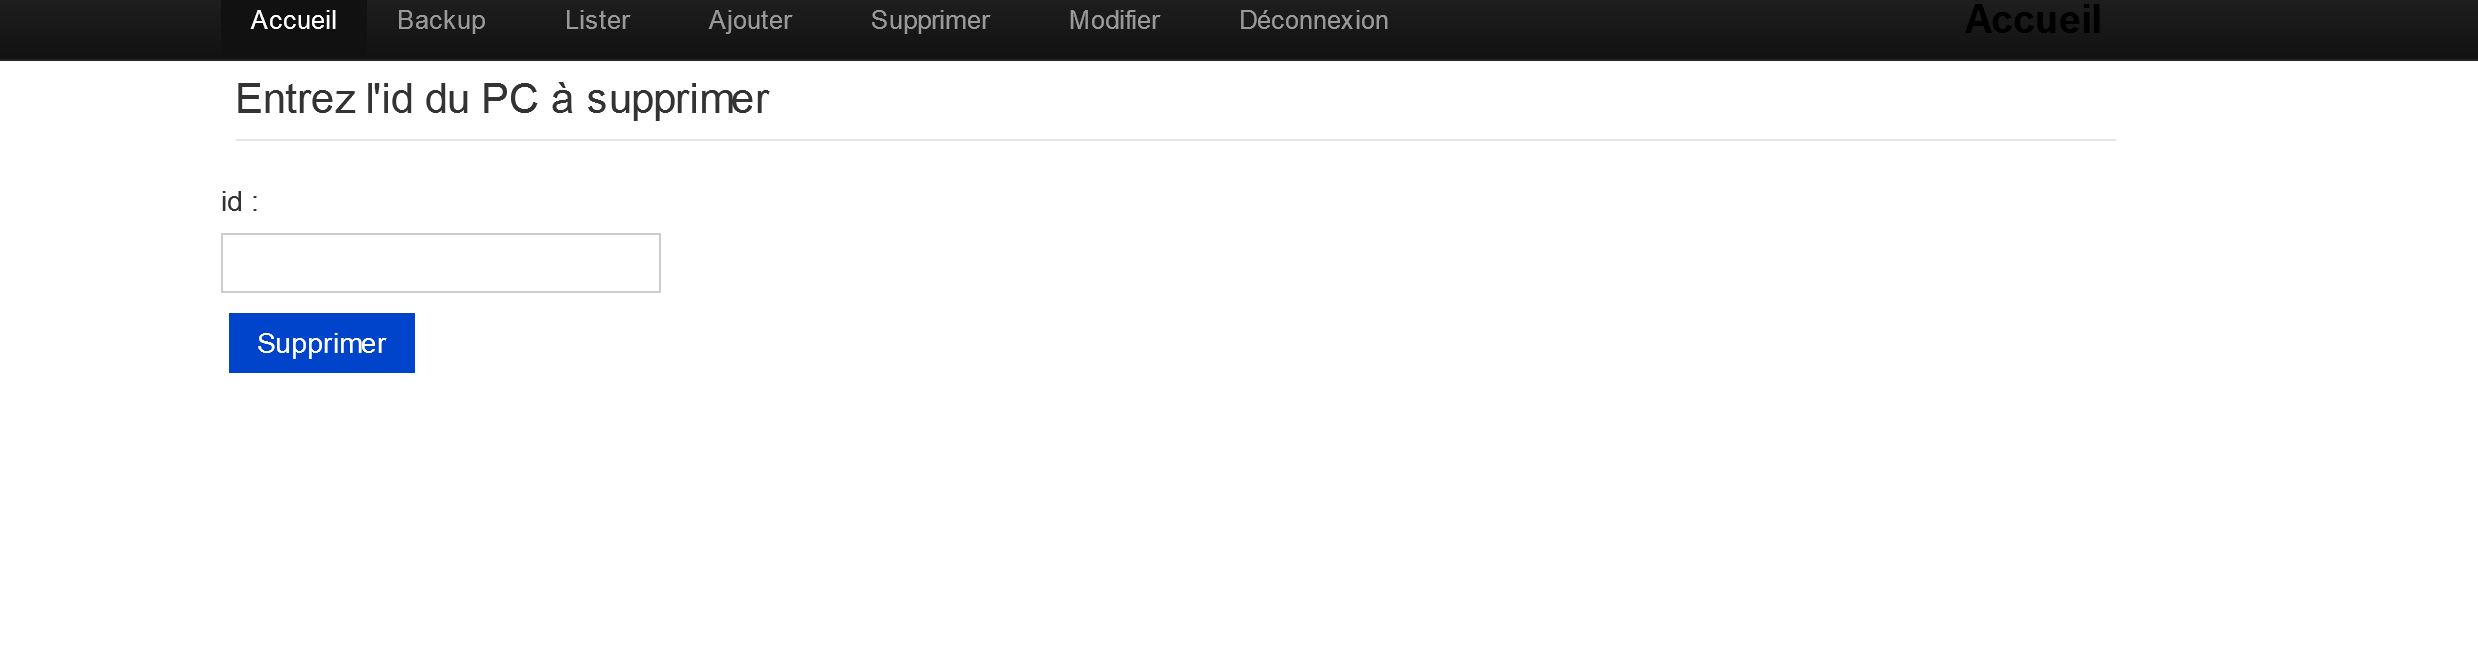 Accueil Backup Lister Ajouter Supprimer Modifier Déconnexion Accueil
Entrez l'id du PC à supprimer
id :
Supprimer